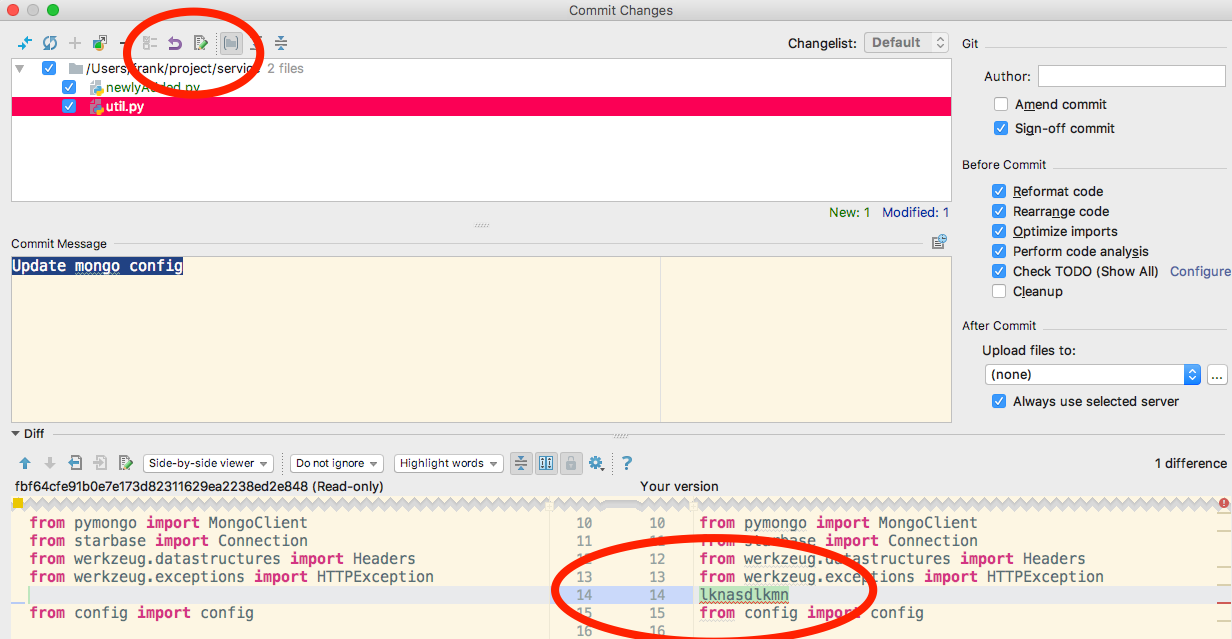 Commit Changes
Changelist: Default
/Users/frank/project/service 2 files
newlyAdded.py
util.py
New: 1 Modified: 1
Commit Message
Update mongo config
Git
Author:
Amend commit
Sign-off commit
Before Commit
Reformat code
Rearrange code
Optimize imports
Perform code analysis
Check TODO (Show All) Configure
Cleanup
After Commit
Upload files to:
(none) ...
Always use selected server
Diff
Side-by-side viewer Do not ignore Highlight words ? 1 difference
fbf64cfe91b0e7e173d82311629ea2238ed2e848 (Read-only) Your version
from pymongo import MongoClient 10 10 from pymongo import MongoClient
from starbase import Connection 11 11 from starbase import Connection
from werkzeug.datastructures import Headers 12 12 from werkzeug.datastructures import Headers
from werkzeug.exceptions import HTTPException 13 13 from werkzeug.exceptions import HTTPException
14 14 lknasdlkmn
from config import config 15 15 from config import config
16 16